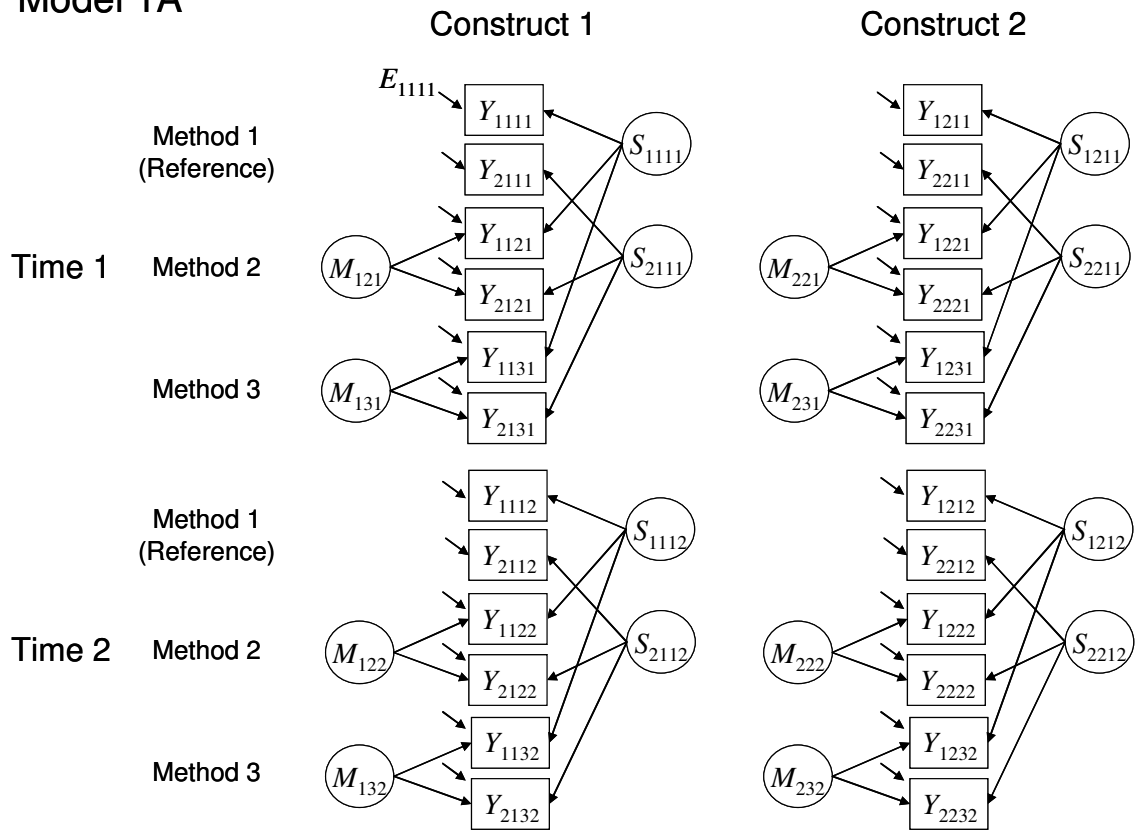 Model 1A
Construct 1 Construct 2
E1111
Y1111 S1111 Y1211 S1211
Method 1
(Reference)
Y2111 Y2211
Y1121 Y1221
Time 1 Method 2 M121 S2111 M221 S2211
Y2121 Y2221
Y1131 Y1231
Method 3 M131 M231
Y2131 Y2231
Y1112 Y1212
Method 1
(Reference)
S1112 S1212
Y2112 Y2212
Y1122 Y1222
Time 2 Method 2 M122 S2112 M222 S2212
Y2122 Y2222
Y1132 Y1232
Method 3 M132 M232
Y2132 Y2232